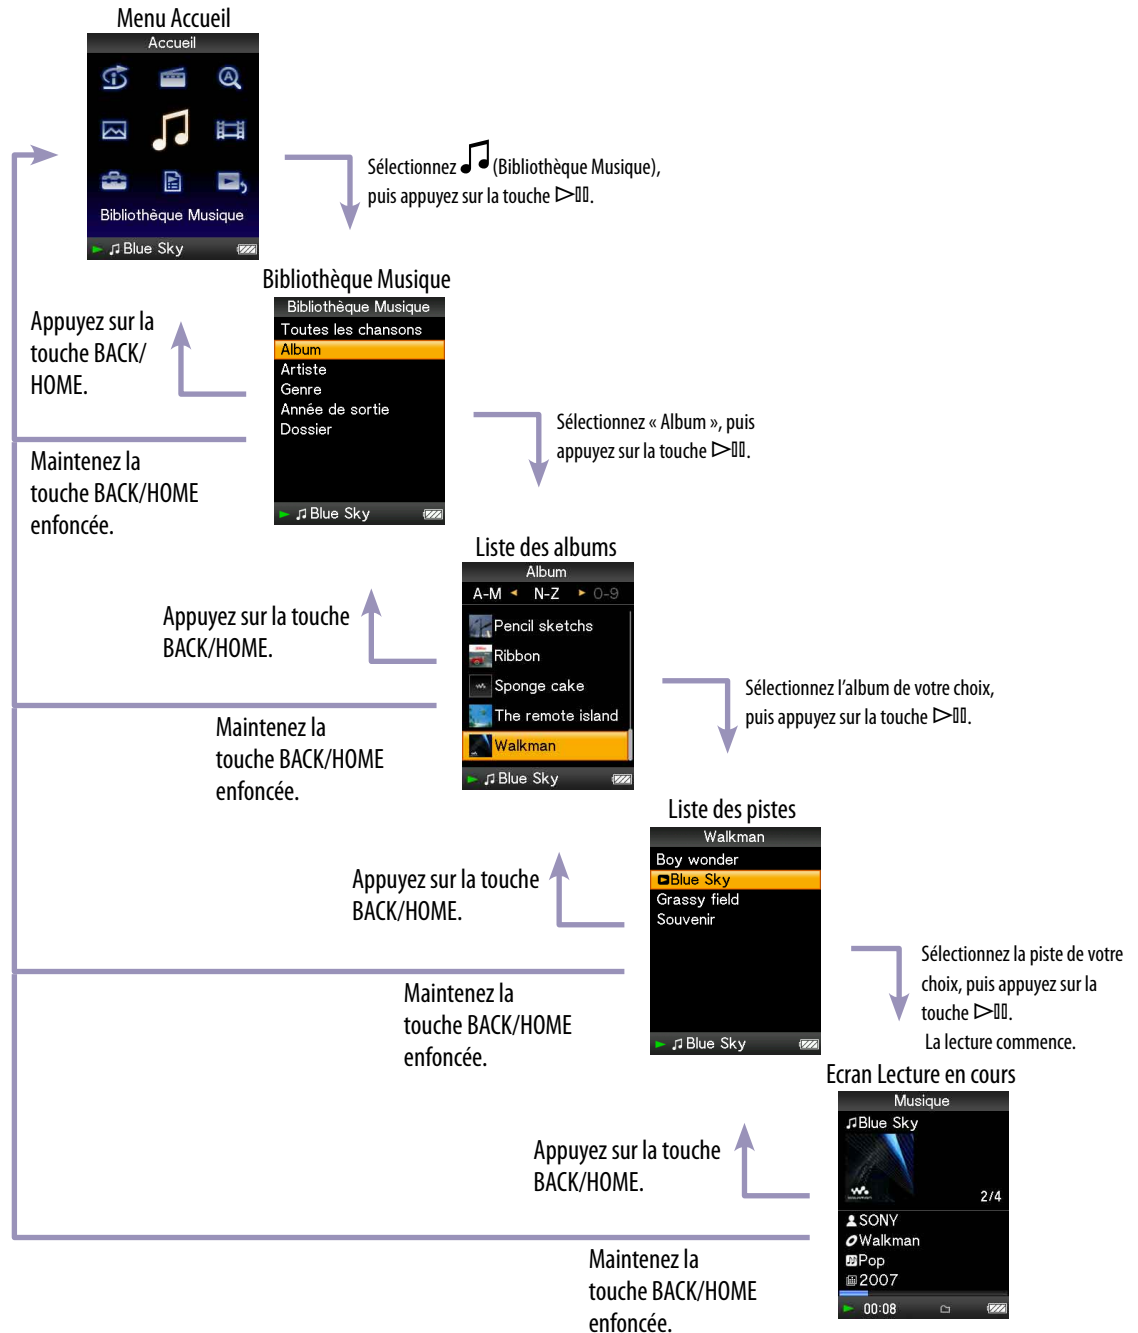 Menu Accueil
Accueil
Bibliothèque Musique
Blue Sky
Sélectionnez (Bibliothèque Musique),
puis appuyez sur la touche .
Bibliothèque Musique
Bibliothèque Musique
Toutes les chansons
Album
Artiste
Genre
Année de sortie
Dossier
Blue Sky
Appuyez sur la
touche BACK/
HOME.
Maintenez la
touche BACK/HOME
enfoncée.
Sélectionnez « Album », puis
appuyez sur la touche .
Liste des albums
Album
A-M N-Z 0-9
Pencil sketchs
Ribbon
Sponge cake
The remote island
Walkman
Blue Sky
Appuyez sur la touche
BACK/HOME.
Maintenez la
touche BACK/HOME
enfoncée.
Sélectionnez l’album de votre choix,
puis appuyez sur la touche .
Liste des pistes
Walkman
Boy wonder
Blue Sky
Grassy field
Souvenir
Blue Sky
Appuyez sur la touche
BACK/HOME.
Maintenez la
touche BACK/HOME
enfoncée.
Sélectionnez la piste de votre
choix, puis appuyez sur la
touche .
La lecture commence.
Ecran Lecture en cours
Musique
Blue Sky
2/4
SONY
Walkman
Pop
2007
00:08
Appuyez sur la touche
BACK/HOME.
Maintenez la
touche BACK/HOME
enfoncée.